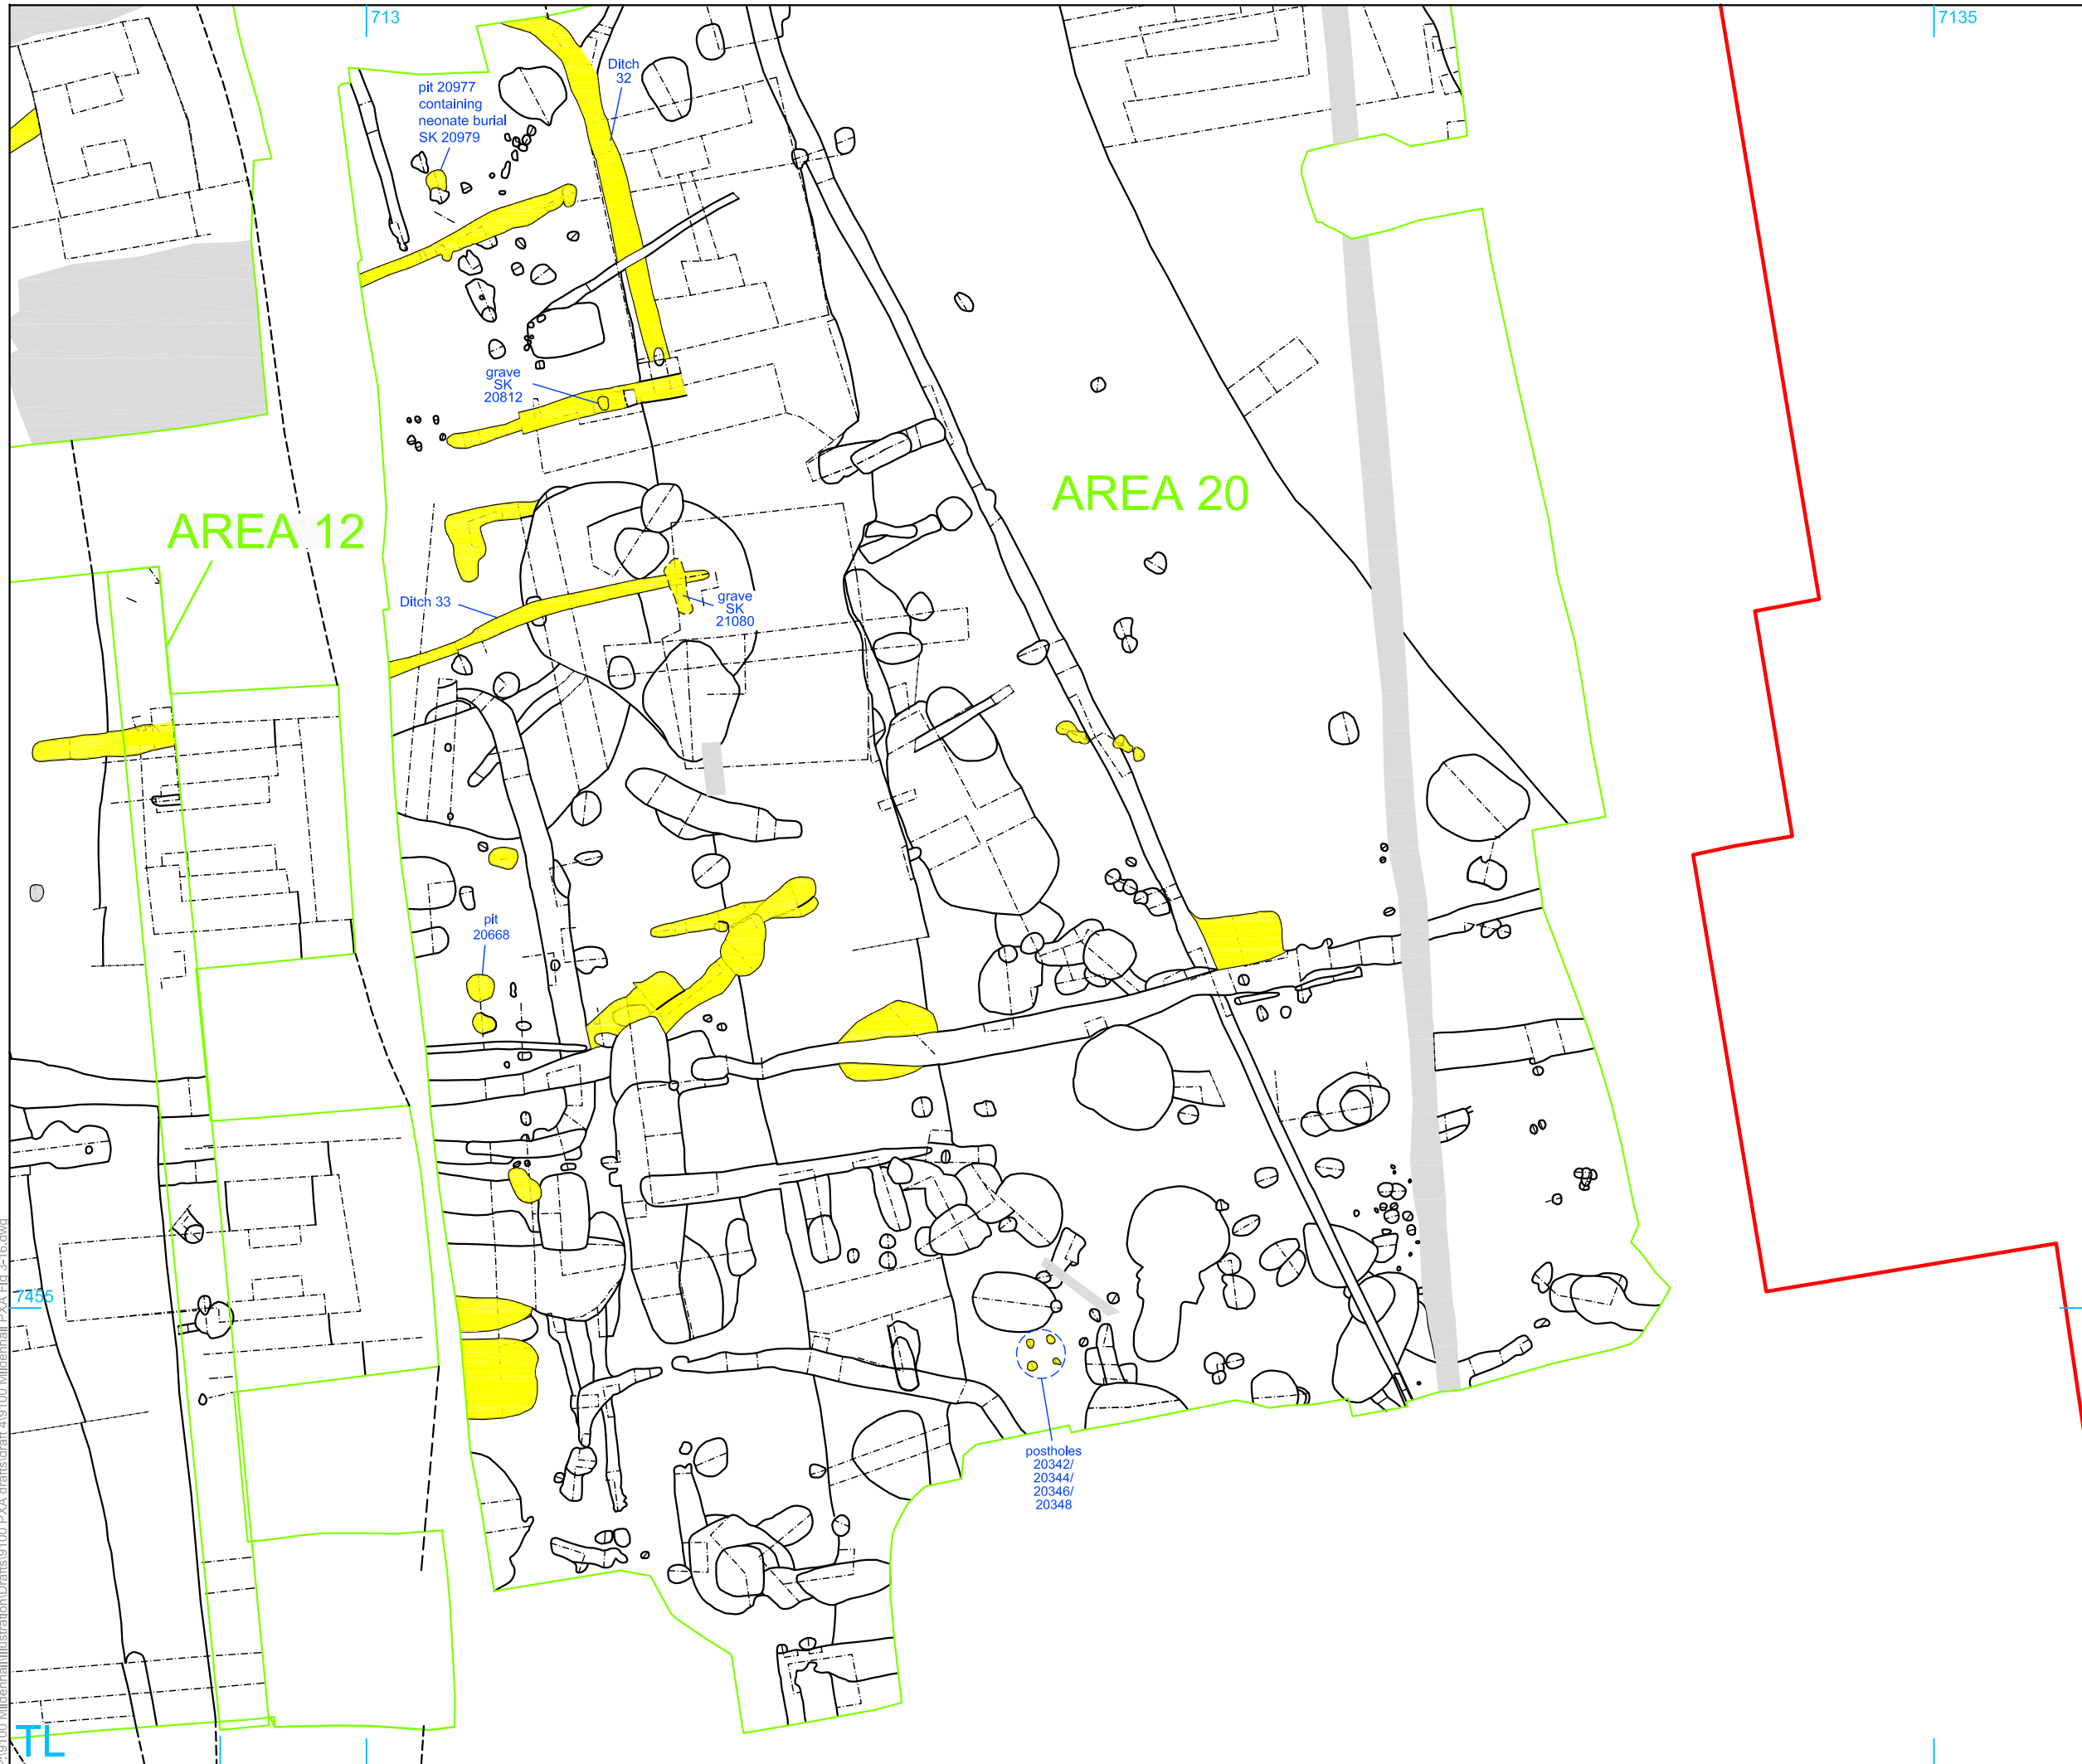 713
7135
Ditch
32
pit 20977
containing
neonate burial
SK 20979
grave
SK
20812
AREA 20
AREA 12
Ditch 33
grave
SK
21080
pit
20668
7455
postholes
20342/
20344/
20346/
20348
TL